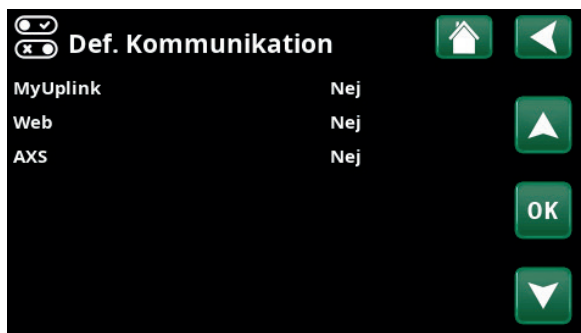 Def. Kommunikation
MyUplink Nej
Web Nej
AXS Nej
OK